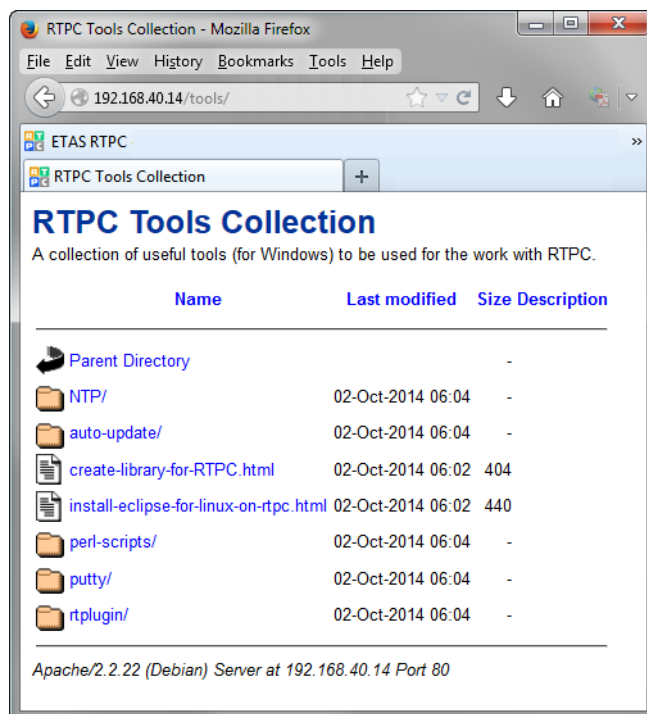 RTPC Tools Collection - Mozilla Firefox
File Edit View History Bookmarks Tools Help
192.168.40.14/tools/
ETAS RTPC »
RTPC Tools Collection +
RTPC Tools Collection
A collection of useful tools (for Windows) to be used for the work with RTPC.
Name Last modified Size Description
Parent Directory -
NTP/ 02-Oct-2014 06:04 -
auto-update/ 02-Oct-2014 06:04 -
create-library-for-RTPC.html 02-Oct-2014 06:02 404
install-eclipse-for-linux-on-rtpc.html 02-Oct-2014 06:02 440
perl-scripts/ 02-Oct-2014 06:04 -
putty/ 02-Oct-2014 06:04 -
rtplugin/ 02-Oct-2014 06:04 -
Apache/2.2.22 (Debian) Server at 192.168.40.14 Port 80